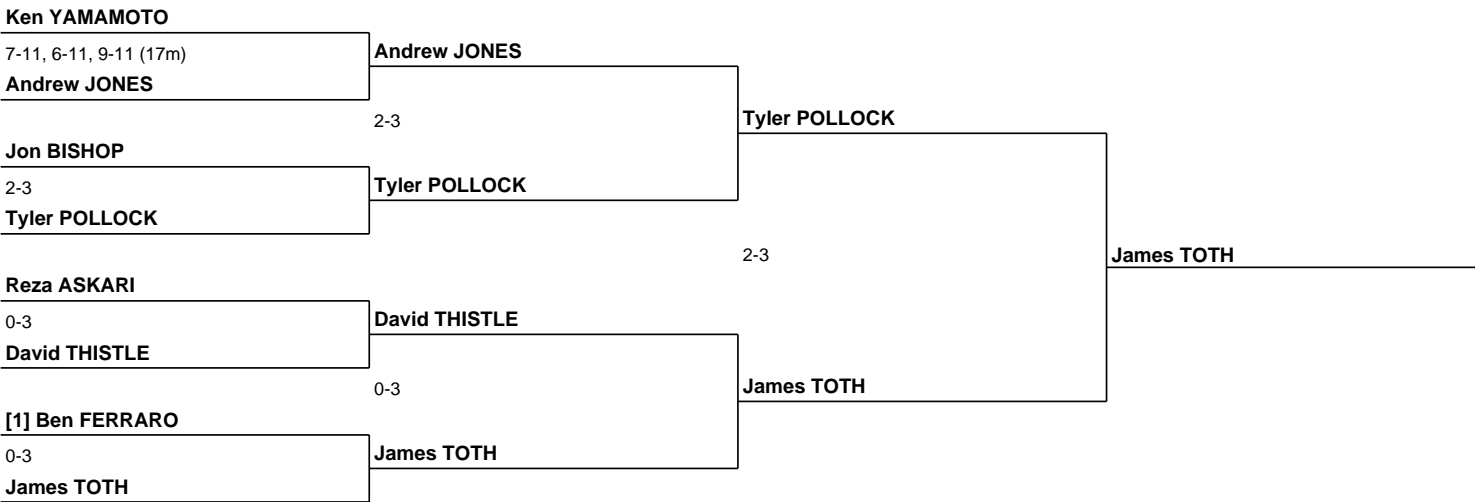 Ken YAMAMOTO
7-11, 6-11, 9-11 (17m)
Andrew JONES
Jon BISHOP
2-3
Tyler POLLOCK
Reza ASKARI
0-3
David THISTLE
[1] Ben FERRARO
0-3
James TOTH
Andrew JONES
2-3
Tyler POLLOCK
David THISTLE
0-3
James TOTH
Tyler POLLOCK
2-3
James TOTH
James TOTH